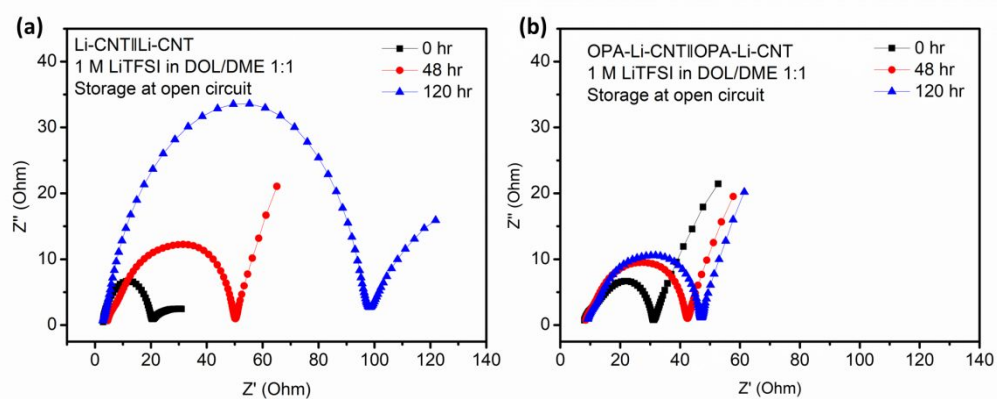 (a)
Li-CNT‖Li-CNT
1 M LiTFSI in DOL/DME 1:1
Storage at open circuit
0 hr
48 hr
120 hr
Z'' (Ohm)
40
30
20
10
0
0 20 40 60 80 100 120 140
Z' (Ohm)
(b)
OPA-Li-CNT‖OPA-Li-CNT
1 M LiTFSI in DOL/DME 1:1
Storage at open circuit
0 hr
48 hr
120 hr
Z'' (Ohm)
40
30
20
10
0
0 20 40 60 80 100 120 140
Z' (Ohm)